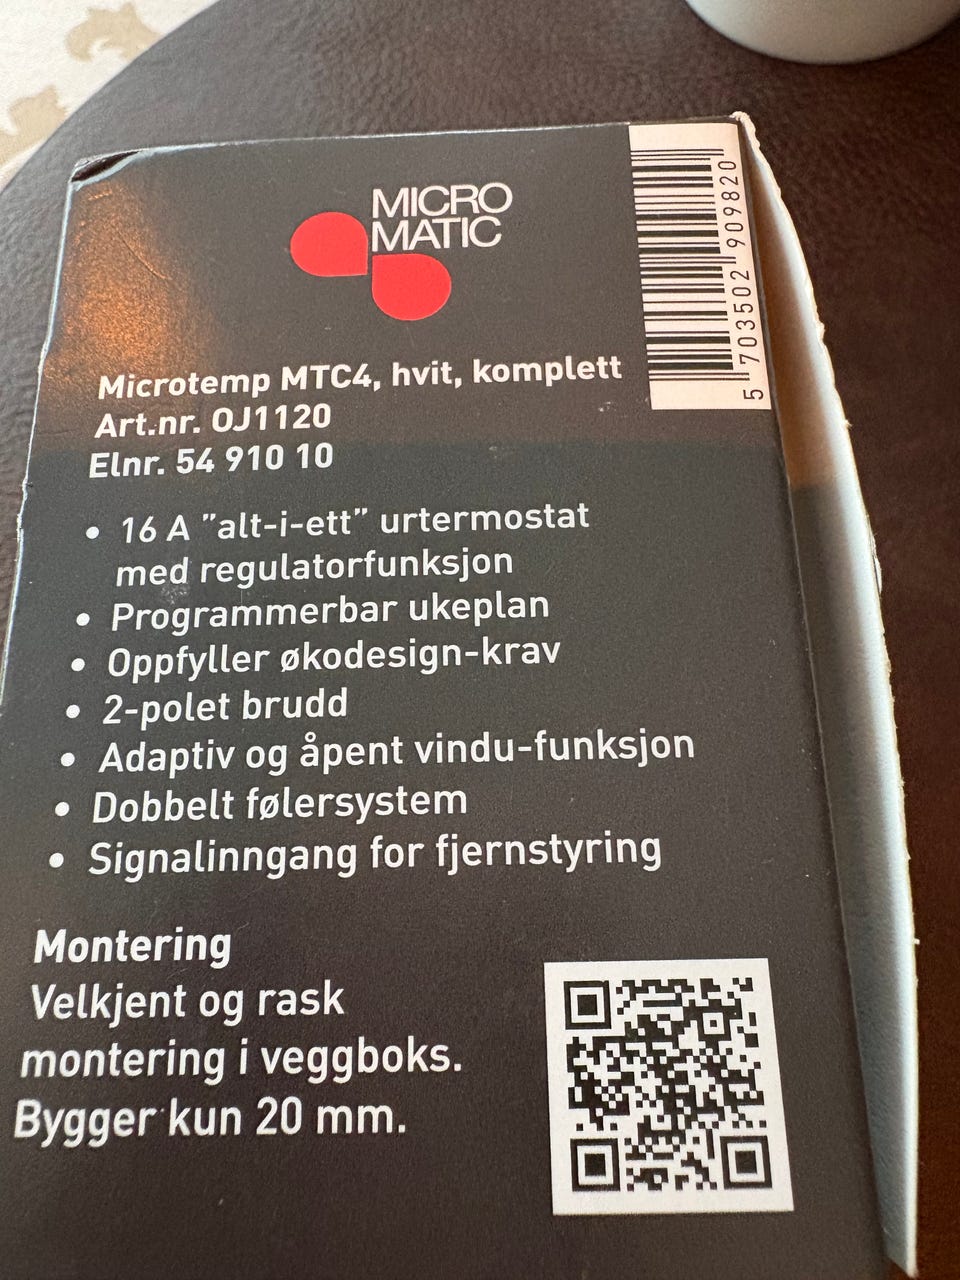 MICRO
MATIC
5 703502 909820
Microtemp MTC4, hvit, komplett
Art.nr. OJ1120
Elnr. 54 910 10
• 16 A ”alt-i-ett” urtermostat
med regulatorfunksjon
• Programmerbar ukeplan
• Oppfyller økodesign-krav
• 2-polet brudd
• Adaptiv og åpent vindu-funksjon
• Dobbelt følersystem
• Signalinngang for fjernstyring
Montering
Velkjent og rask
montering i veggboks.
Bygger kun 20 mm.